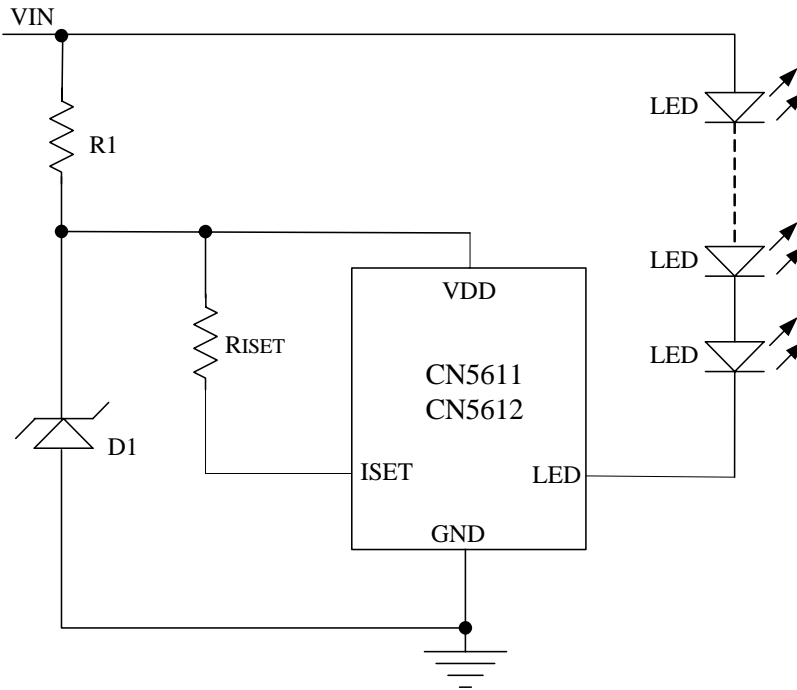 VIN
LED
R1
LED
VDD
RISET
LED
CN5611
CN5612
D1
ISET
LED
GND